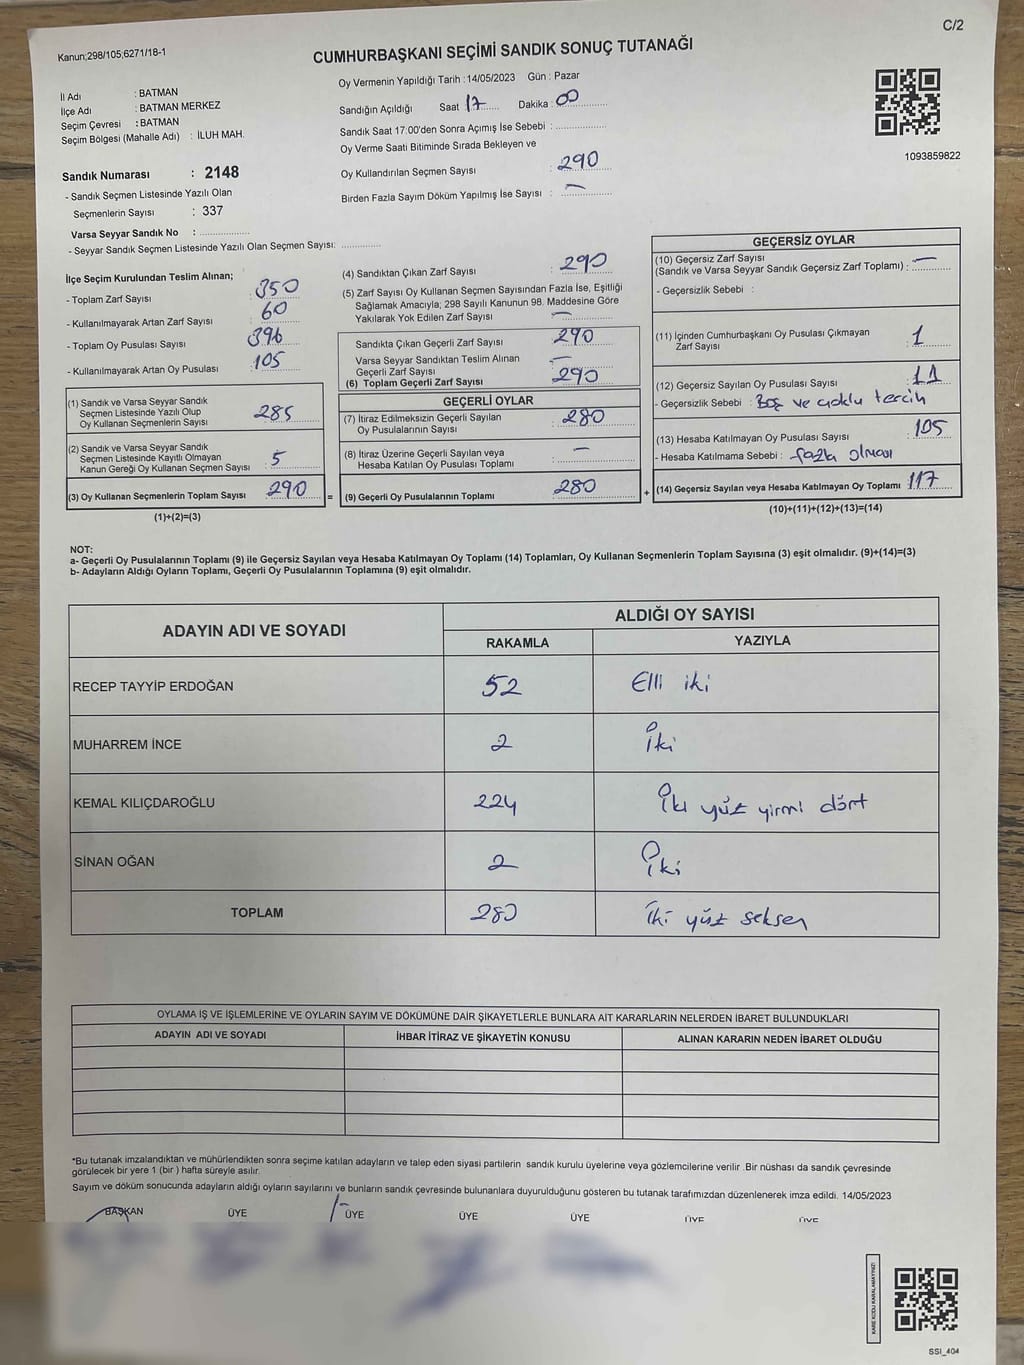 C/2
Kanun;298/105;6271/18-1
CUMHURBAŞKANI SEÇİMİ SANDIK SONUÇ TUTANAĞI
Oy Vermenin Yapıldığı Tarih : 14/05/2023 Gün : Pazar
İl Adı : BATMAN
İlçe Adı : BATMAN MERKEZ
Seçim Çevresi : BATMAN
Seçim Bölgesi (Mahalle Adı) : İLUH MAH.
Sandığın Açıldığı Saat 17 Dakika : 00
Sandık Saat 17:00'den Sonra Açımış İse Sebebi :
Oy Verme Saati Bitiminde Sırada Bekleyen ve
Oy Kullandırılan Seçmen Sayısı : 290
Birden Fazla Sayım Döküm Yapılmış İse Sayısı : —
1093859822
Sandık Numarası : 2148
- Sandık Seçmen Listesinde Yazılı Olan
Seçmenlerin Sayısı : 337
Varsa Seyyar Sandık No :
- Seyyar Sandık Seçmen Listesinde Yazılı Olan Seçmen Sayısı:
İlçe Seçim Kurulundan Teslim Alınan;
- Toplam Zarf Sayısı : 350
- Kullanılmayarak Artan Zarf Sayısı : 60
- Toplam Oy Pusulası Sayısı : 396
- Kullanılmayarak Artan Oy Pusulası : 105
(1) Sandık ve Varsa Seyyar Sandık
Seçmen Listesinde Yazılı Olup
Oy Kullanan Seçmenlerin Sayısı : 285
(2) Sandık ve Varsa Seyyar Sandık
Seçmen Listesinde Kayıtlı Olmayan
Kanun Gereği Oy Kullanan Seçmen Sayısı : 5
(3) Oy Kullanan Seçmenlerin Toplam Sayısı : 290 =
(1)+(2)=(3)
(4) Sandıktan Çıkan Zarf Sayısı : 290
(5) Zarf Sayısı Oy Kullanan Seçmen Sayısından Fazla İse, Eşitliği
Sağlamak Amacıyla; 298 Sayılı Kanunun 98. Maddesine Göre
Yakılarak Yok Edilen Zarf Sayısı : —
Sandıkta Çıkan Geçerli Zarf Sayısı : 290
Varsa Seyyar Sandıktan Teslim Alınan
Geçerli Zarf Sayısı : —
(6) Toplam Geçerli Zarf Sayısı : 290
GEÇERLİ OYLAR
(7) İtiraz Edilmeksizin Geçerli Sayılan
Oy Pusulalarının Sayısı : 280
(8) İtiraz Üzerine Geçerli Sayılan veya
Hesaba Katılan Oy Pusulası Toplamı : —
(9) Geçerli Oy Pusulalarının Toplamı : 280 +
GEÇERSİZ OYLAR
(10) Geçersiz Zarf Sayısı
(Sandık ve Varsa Seyyar Sandık Geçersiz Zarf Toplamı) : —
- Geçersizlik Sebebi :
(11) İçinden Cumhurbaşkanı Oy Pusulası Çıkmayan
Zarf Sayısı : 1
(12) Geçersiz Sayılan Oy Pusulası Sayısı : 11
- Geçersizlik Sebebi : Boş ve çoklu tercih
(13) Hesaba Katılmayan Oy Pusulası Sayısı : 105
- Hesaba Katılmama Sebebi : fazla olması
(14) Geçersiz Sayılan veya Hesaba Katılmayan Oy Toplamı : 117
(10)+(11)+(12)+(13)=(14)
NOT:
a- Geçerli Oy Pusulalarının Toplamı (9) ile Geçersiz Sayılan veya Hesaba Katılmayan Oy Toplamı (14) Toplamları, Oy Kullanan Seçmenlerin Toplam Sayısına (3) eşit olmalıdır. (9)+(14)=(3)
b- Adayların Aldığı Oyların Toplamı, Geçerli Oy Pusulalarının Toplamına (9) eşit olmalıdır.
ADAYIN ADI VE SOYADI ALDIĞI OY SAYISI
RAKAMLA YAZIYLA
RECEP TAYYİP ERDOĞAN 52 Elli iki
MUHARREM İNCE 2 İki
KEMAL KILIÇDAROĞLU 224 İki yüz yirmi dört
SİNAN OĞAN 2 İki
TOPLAM 280 İki yüz seksen
OYLAMA İŞ VE İŞLEMLERİNE VE OYLARIN SAYIM VE DÖKÜMÜNE DAİR ŞİKAYETLERLE BUNLARA AİT KARARLARIN NELERDEN İBARET BULUNDUKLARI
ADAYIN ADI VE SOYADI İHBAR İTİRAZ VE ŞİKAYETİN KONUSU ALINAN KARARIN NEDEN İBARET OLDUĞU
*Bu tutanak imzalandıktan ve mühürlendikten sonra seçime katılan adayların ve talep eden siyasi partilerin sandık kurulu üyelerine veya gözlemcilerine verilir .Bir nüshası da sandık çevresinde
görülecek bir yere 1 (bir ) hafta süreyle asılır.
Sayım ve döküm sonucunda adayların aldığı oyların sayılarını ve bunların sandık çevresinde bulunanlara duyurulduğunu gösteren bu tutanak tarafımızdan düzenlenerek imza edildi. 14/05/2023
BAŞKAN ÜYE ÜYE ÜYE ÜYE ÜYE ÜYE
KARE KODU KARALAMAYINIZ!
SSI_404